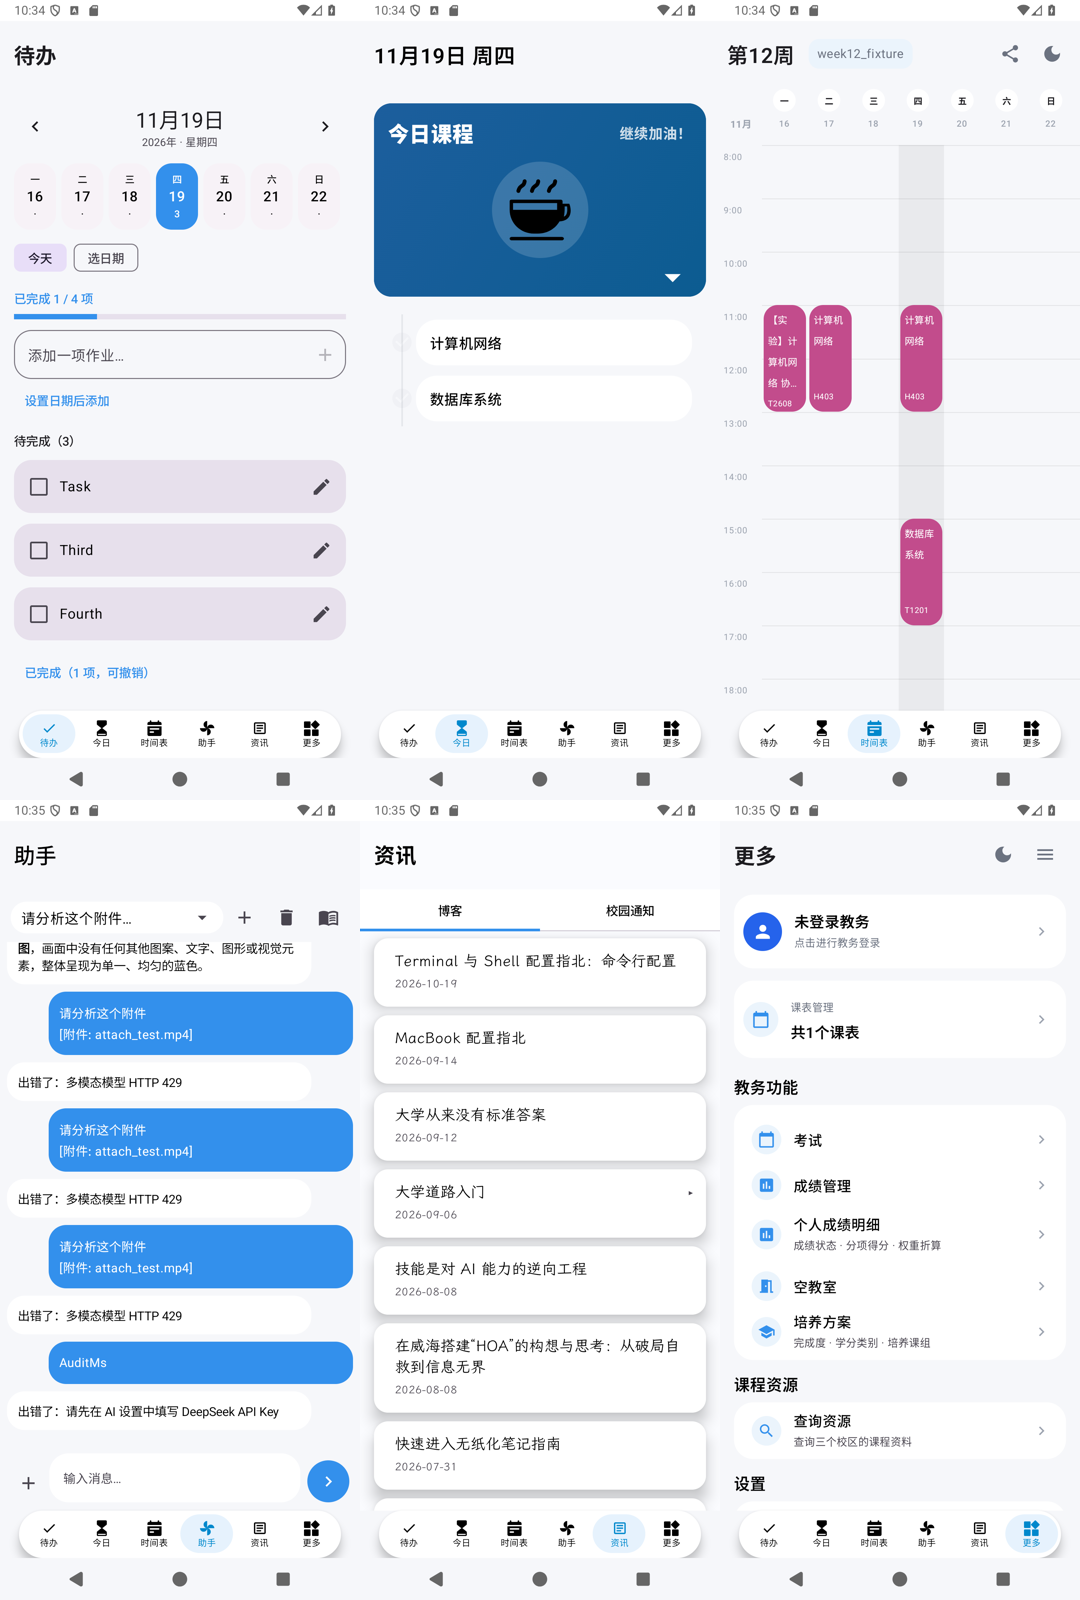 10:34
待办
11月19日
2026年 · 星期四
一 二 三 四 五 六 日
16 17 18 19 20 21 22
3
今天 选日期
已完成 1 / 4 项
添加一项作业...
设置日期后添加
待完成（3）
Task
Third
Fourth
已完成（1 项，可撤销）
待办 今日 时间表 助手 资讯 更多
10:34
11月19日 周四
今日课程 继续加油！
计算机网络
数据库系统
待办 今日 时间表 助手 资讯 更多
10:34
第12周 week12_fixture
一 二 三 四 五 六 日
11月 16 17 18 19 20 21 22
8:00
9:00
10:00
11:00
12:00
13:00
14:00
15:00
16:00
17:00
18:00
【实
验】计
算机网
络 协...
T2608
计算机
网络
H403
计算机
网络
H403
数据库
系统
T1201
待办 今日 时间表 助手 资讯 更多
10:35
助手
请分析这个附件...
图，画面中没有任何其他图案、文字、图形或视觉元
素，整体呈现为单一、均匀的蓝色。
请分析这个附件
[附件: attach_test.mp4]
出错了：多模态模型 HTTP 429
请分析这个附件
[附件: attach_test.mp4]
出错了：多模态模型 HTTP 429
请分析这个附件
[附件: attach_test.mp4]
出错了：多模态模型 HTTP 429
AuditMs
出错了：请先在 AI 设置中填写 DeepSeek API Key
输入消息...
待办 今日 时间表 助手 资讯 更多
10:35
资讯
博客 校园通知
Terminal 与 Shell 配置指北：命令行配置
2026-10-19
MacBook 配置指北
2026-09-14
大学从来没有标准答案
2026-09-12
大学道路入门
2026-09-06
技能是对 AI 能力的逆向工程
2026-08-08
在威海搭建“HOA”的构想与思考：从破局自
救到信息无界
2026-08-08
快速进入无纸化笔记指南
2026-07-31
待办 今日 时间表 助手 资讯 更多
10:35
更多
未登录教务
点击进行教务登录
课表管理
共1个课表
教务功能
考试
成绩管理
个人成绩明细
成绩状态 · 分项得分 · 权重折算
空教室
培养方案
完成度 · 学分类别 · 培养课组
课程资源
查询资源
查询三个校区的课程资料
设置
待办 今日 时间表 助手 资讯 更多